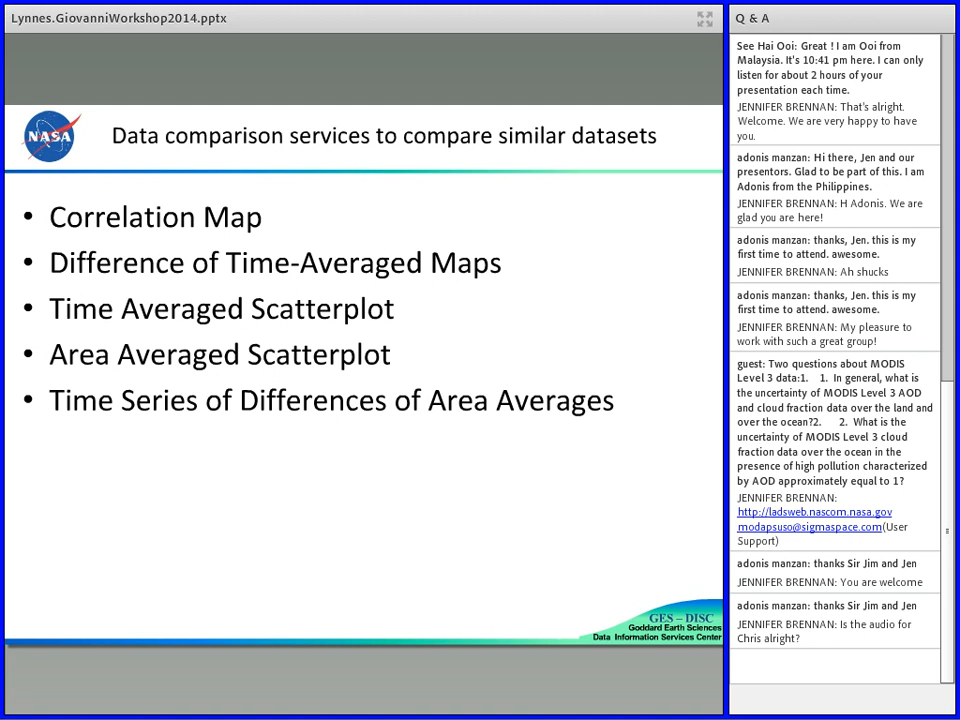 Lynnes.GiovanniWorkshop2014.pptx
NASA
Data comparison services to compare similar datasets
• Correlation Map
• Difference of Time-Averaged Maps
• Time Averaged Scatterplot
• Area Averaged Scatterplot
• Time Series of Differences of Area Averages
GES – DISC
Goddard Earth Sciences
Data Information Services Center
Q & A
See Hai Ooi: Great ! I am Ooi from
Malaysia. It's 10:41 pm here. I can only
listen for about 2 hours of your
presentation each time.
JENNIFER BRENNAN: That's alright.
Welcome. We are very happy to have
you.
adonis manzan: Hi there, Jen and our
presentors. Glad to be part of this. I am
Adonis from the Philippines.
JENNIFER BRENNAN: H Adonis. We are
glad you are here!
adonis manzan: thanks, Jen. this is my
first time to attend. awesome.
JENNIFER BRENNAN: Ah shucks
adonis manzan: thanks, Jen. this is my
first time to attend. awesome.
JENNIFER BRENNAN: My pleasure to
work with such a great group!
guest: Two questions about MODIS
Level 3 data:1. 1. In general, what is
the uncertainty of MODIS Level 3 AOD
and cloud fraction data over the land and
over the ocean?2. 2. What is the
uncertainty of MODIS Level 3 cloud
fraction data over the ocean in the
presence of high pollution characterized
by AOD approximately equal to 1?
JENNIFER BRENNAN:
http://ladsweb.nascom.nasa.gov
modapsuso@sigmaspace.com(User
Support)
adonis manzan: thanks Sir Jim and Jen
JENNIFER BRENNAN: You are welcome
adonis manzan: thanks Sir Jim and Jen
JENNIFER BRENNAN: Is the audio for
Chris alright?